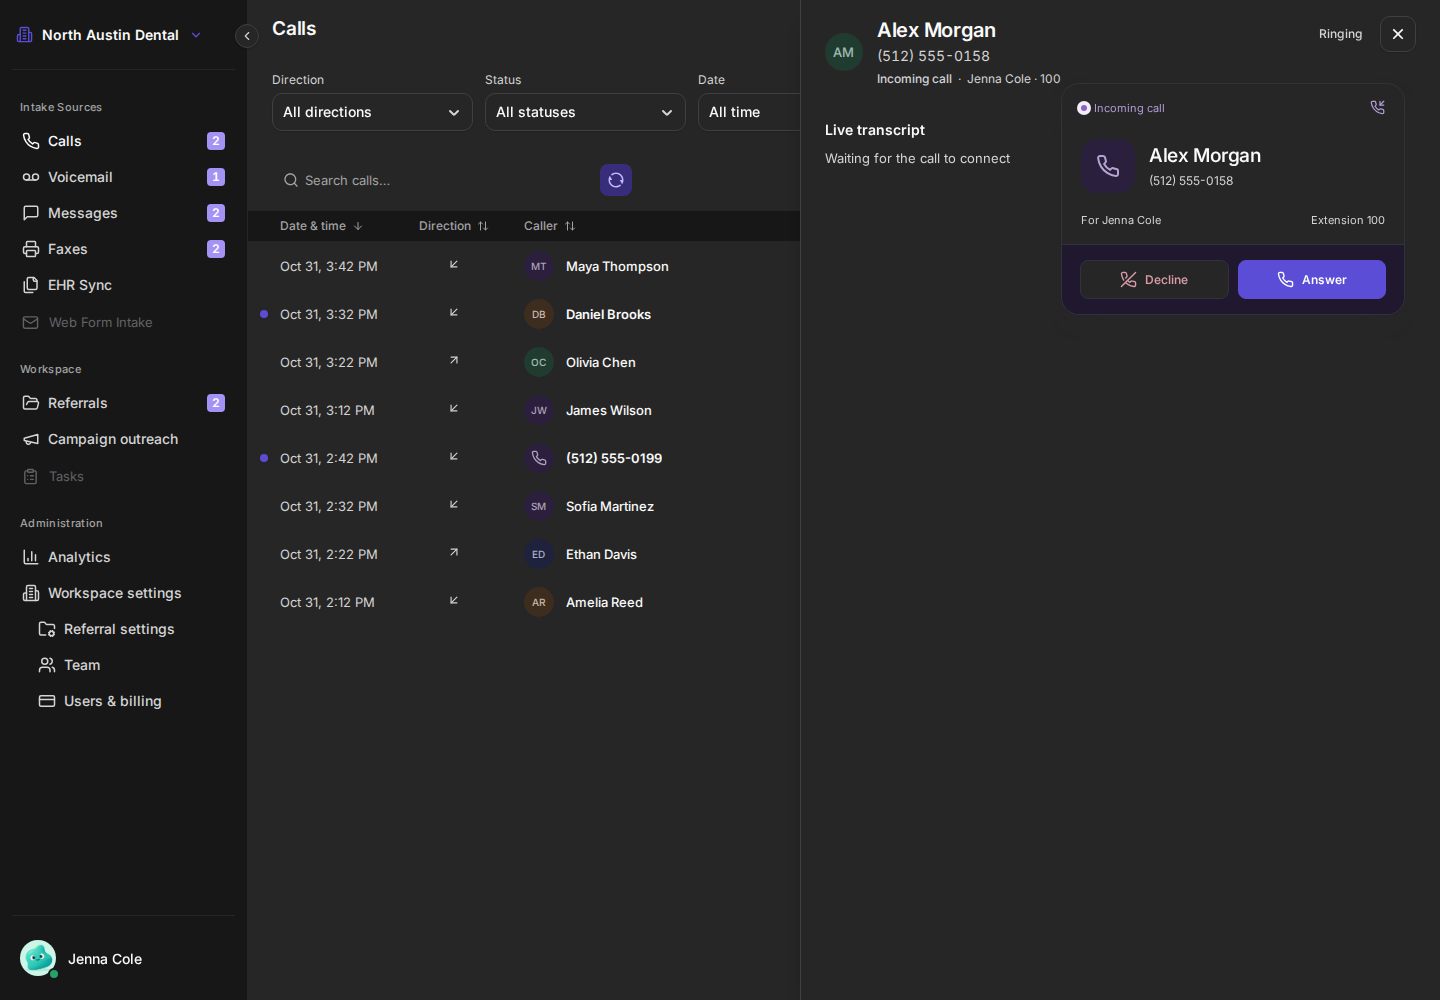 North Austin Dental
Intake Sources
Calls 2
Voicemail 1
Messages 2
Faxes 2
EHR Sync
Web Form Intake
Workspace
Referrals 2
Campaign outreach
Tasks
Administration
Analytics
Workspace settings
Referral settings
Team
Users & billing
Jenna Cole
Calls
Direction Status Date
All directions All statuses All time
Search calls...
Date & time Direction Caller
Oct 31, 3:42 PM MT Maya Thompson
Oct 31, 3:32 PM DB Daniel Brooks
Oct 31, 3:22 PM OC Olivia Chen
Oct 31, 3:12 PM JW James Wilson
Oct 31, 2:42 PM (512) 555-0199
Oct 31, 2:32 PM SM Sofia Martinez
Oct 31, 2:22 PM ED Ethan Davis
Oct 31, 2:12 PM AR Amelia Reed
AM
Alex Morgan
(512) 555-0158
Incoming call · Jenna Cole · 100
Ringing
Live transcript
Waiting for the call to connect
Incoming call
Alex Morgan
(512) 555-0158
For Jenna Cole Extension 100
Decline Answer